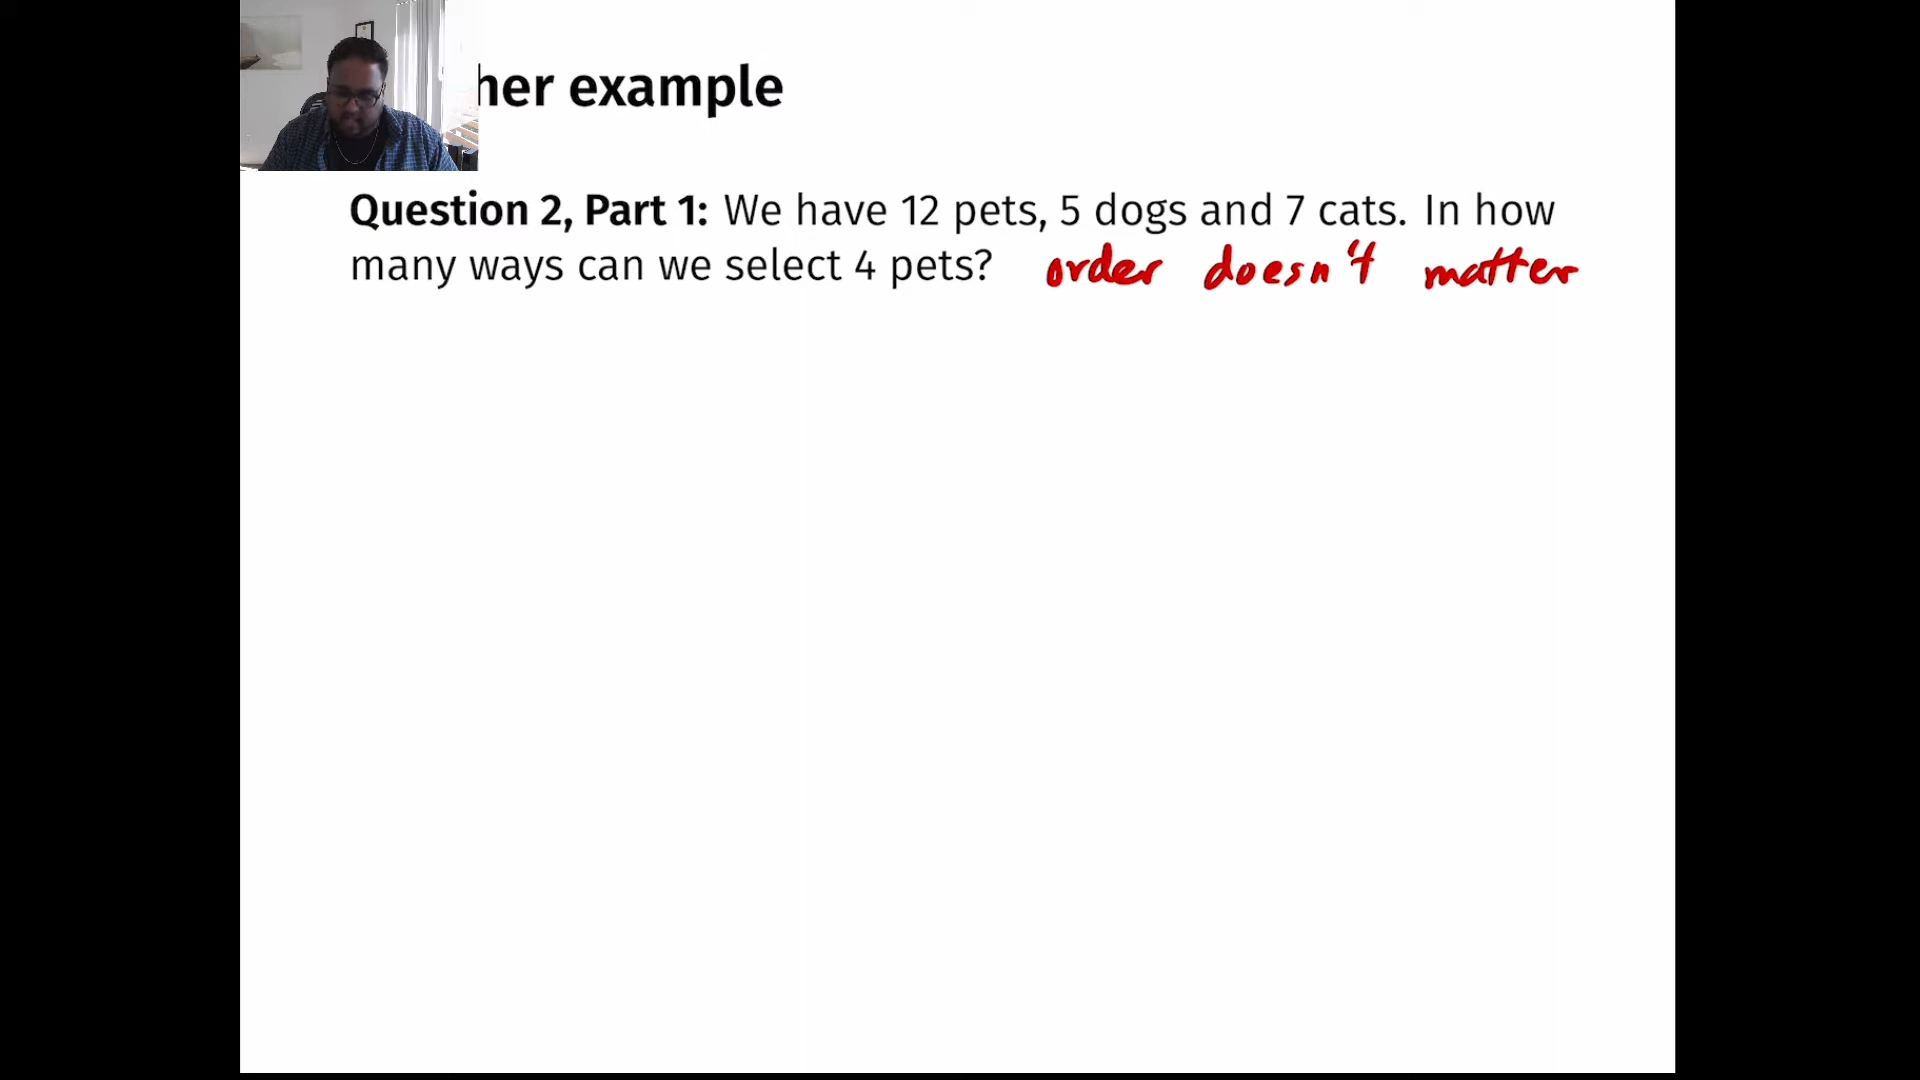 her example
Question 2, Part 1: We have 12 pets, 5 dogs and 7 cats. In how
many ways can we select 4 pets? order doesn't matter